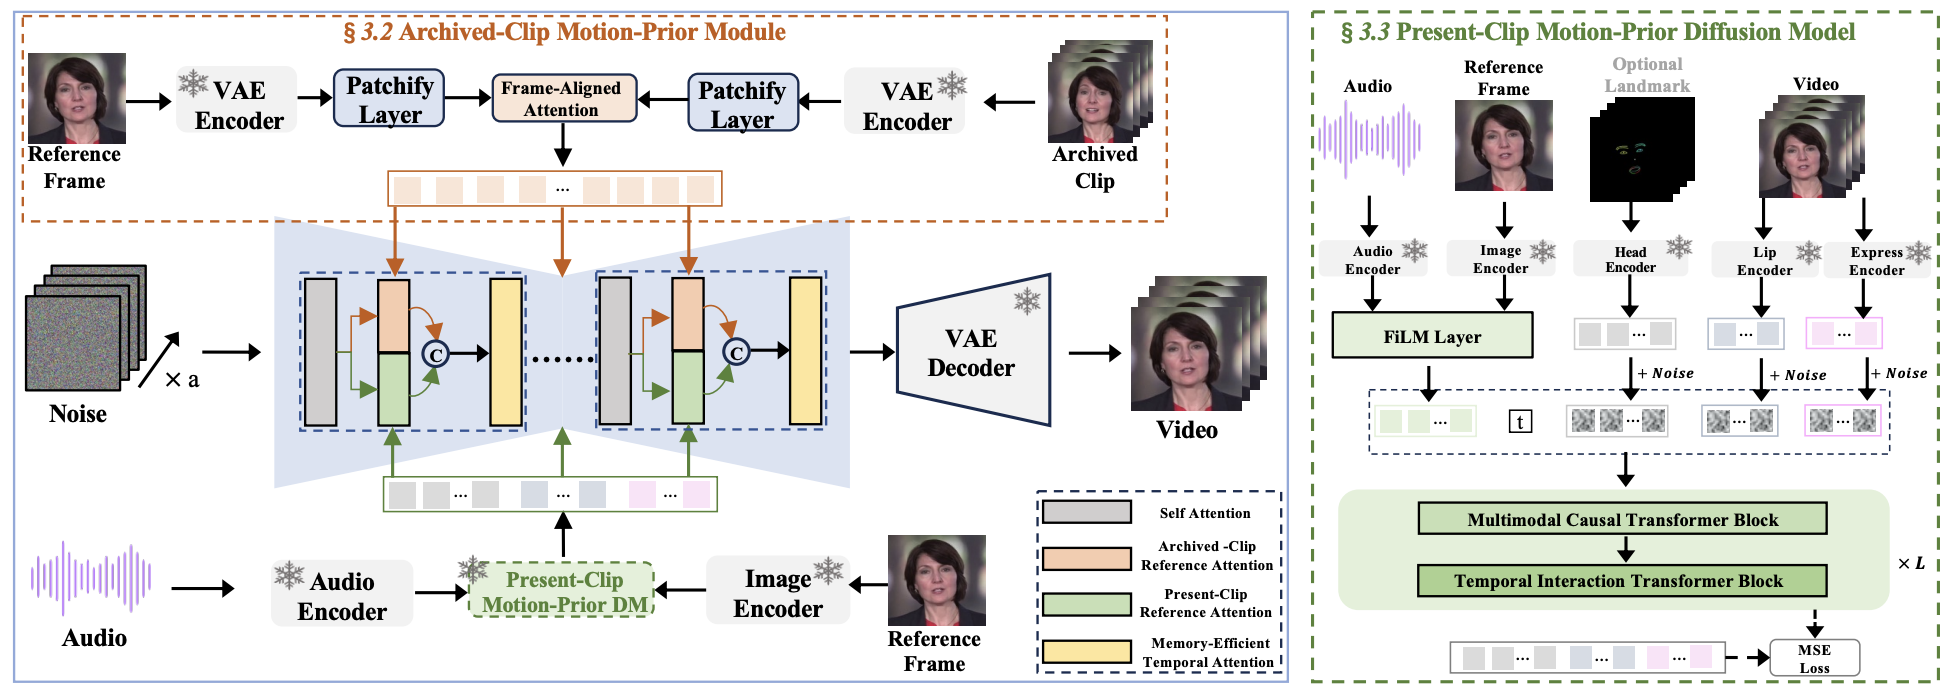 § 3.2 Archived-Clip Motion-Prior Module
VAE
Encoder
Patchify
Layer
Frame-Aligned
Attention
Patchify
Layer
VAE
Encoder
Reference
Frame
Archived
Clip
...
× a
Noise
C
......
C
VAE
Decoder
Video
... ... ...
Audio
Audio
Encoder
Present-Clip
Motion-Prior DM
Image
Encoder
Reference
Frame
Self Attention
Archived -Clip
Reference Attention
Present-Clip
Reference Attention
Memory-Efficient
Temporal Attention
§ 3.3 Present-Clip Motion-Prior Diffusion Model
Audio
Reference
Frame
Optional
Landmark
Video
Audio
Encoder
Image
Encoder
Head
Encoder
Lip
Encoder
Express
Encoder
FiLM Layer
... ... ...
+ Noise
+ Noise
+ Noise
... t ... ... ...
Multimodal Causal Transformer Block
Temporal Interaction Transformer Block
× L
... ... ...
MSE
Loss